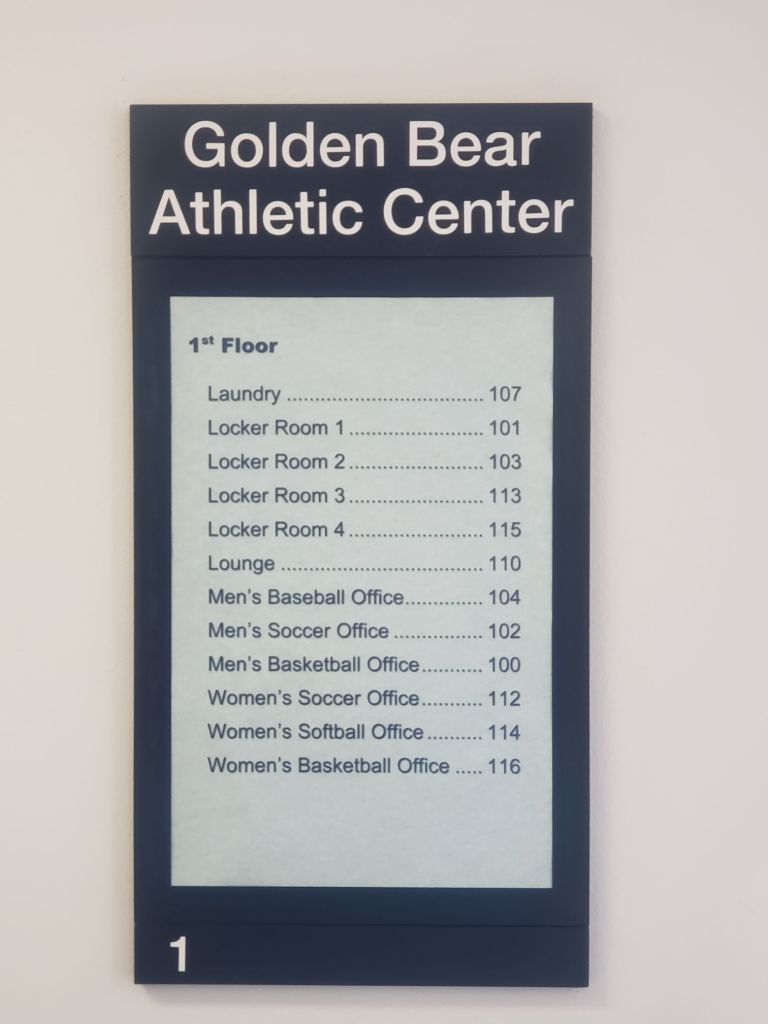 Golden Bear
Athletic Center
1st Floor
Laundry ................................... 107
Locker Room 1 ........................ 101
Locker Room 2 ........................ 103
Locker Room 3 ........................ 113
Locker Room 4 ........................ 115
Lounge .................................... 110
Men’s Baseball Office.............. 104
Men’s Soccer Office ................ 102
Men’s Basketball Office........... 100
Women’s Soccer Office........... 112
Women’s Softball Office .......... 114
Women’s Basketball Office ..... 116
1